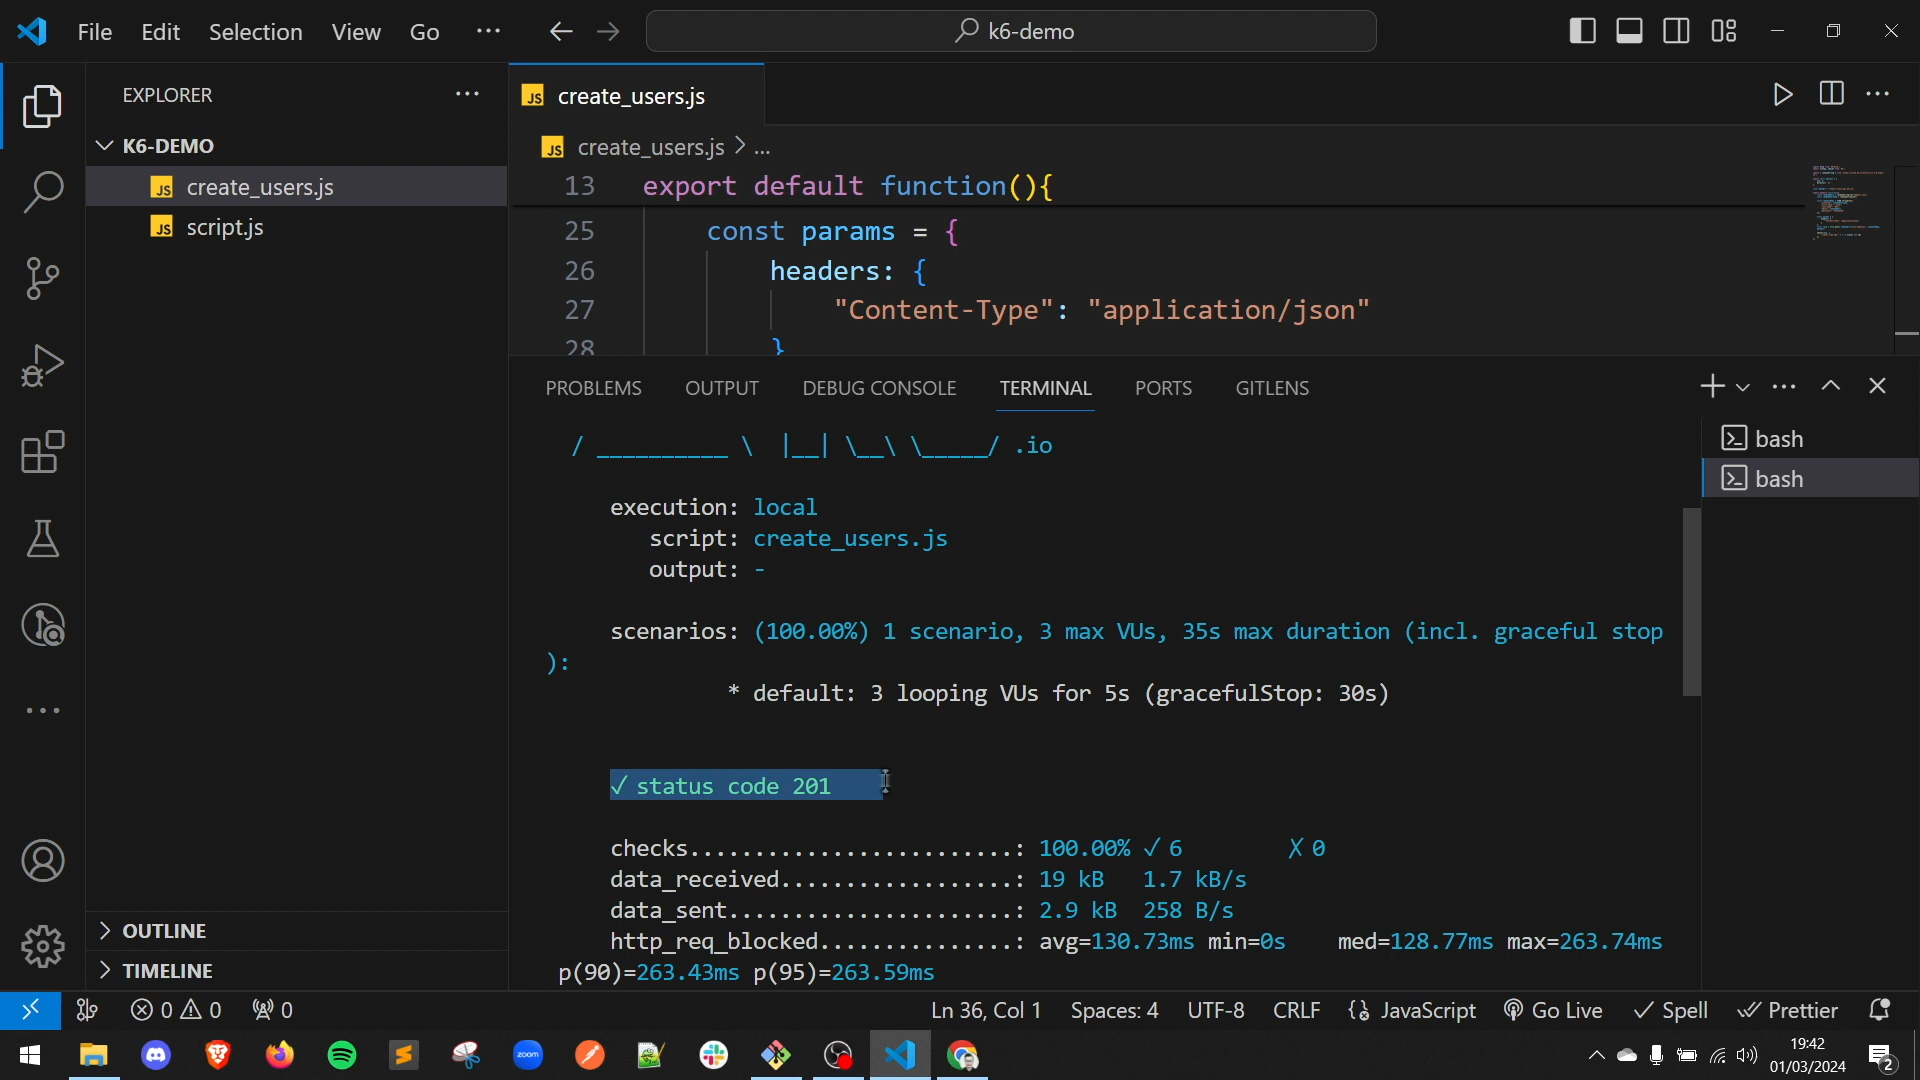 File Edit Selection View Go ··· k6-demo
EXPLORER ···
K6-DEMO
JS create_users.js
JS script.js
OUTLINE
TIMELINE
JS create_users.js
JS create_users.js > ...
13 export default function(){
25 const params = {
26 headers: {
27 "Content-Type": "application/json"
28 }
PROBLEMS OUTPUT DEBUG CONSOLE TERMINAL PORTS GITLENS
bash
bash
/ __________ \ |__| \__\ \_____/ .io
execution: local
script: create_users.js
output: -
scenarios: (100.00%) 1 scenario, 3 max VUs, 35s max duration (incl. graceful stop
):
* default: 3 looping VUs for 5s (gracefulStop: 30s)
✓ status code 201
checks.........................: 100.00% ✓ 6 ✗ 0
data_received..................: 19 kB 1.7 kB/s
data_sent......................: 2.9 kB 258 B/s
http_req_blocked...............: avg=130.73ms min=0s med=128.77ms max=263.74ms
p(90)=263.43ms p(95)=263.59ms
0 0 0 Ln 36, Col 1 Spaces: 4 UTF-8 CRLF {} JavaScript Go Live Spell Prettier
zoom
19:42
01/03/2024
2